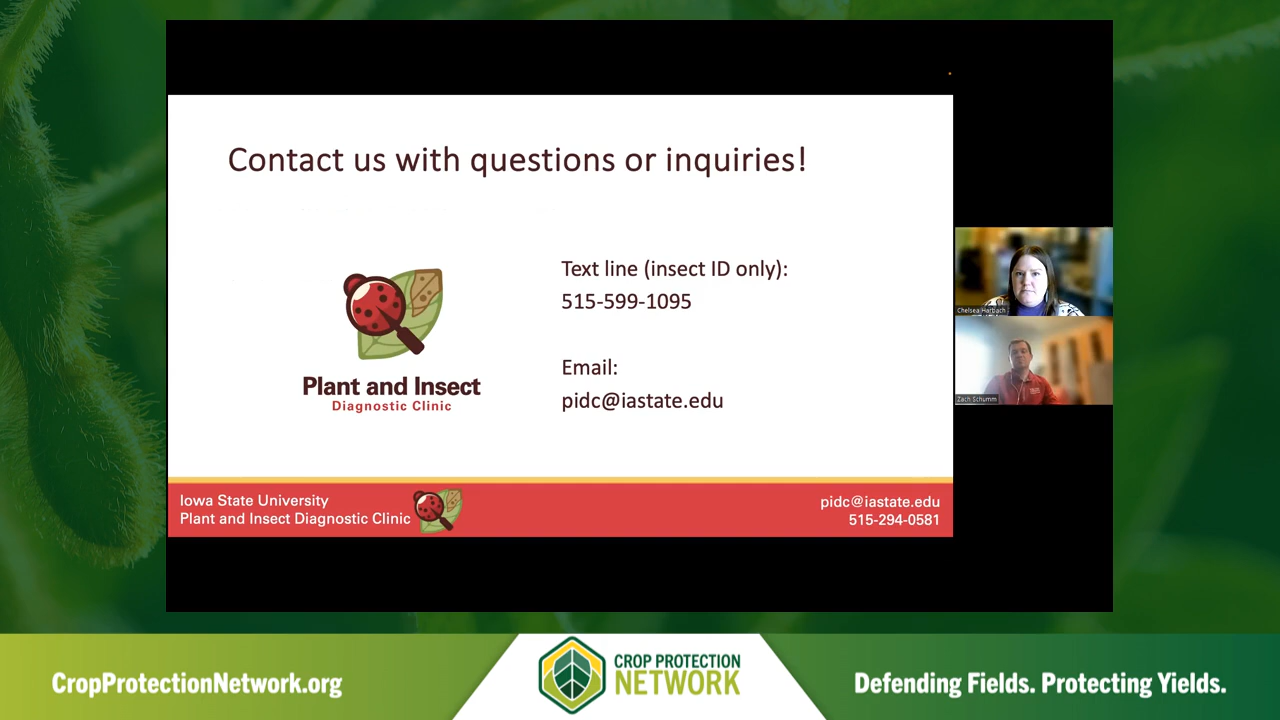 Contact us with questions or inquiries!
Text line (insect ID only):
515-599-1095
Email:
pidc@iastate.edu
Plant and Insect
Diagnostic Clinic
Chelsea Harbach
Zach Schumm
Iowa State University
Plant and Insect Diagnostic Clinic
pidc@iastate.edu
515-294-0581
CropProtectionNetwork.org
CROP PROTECTION
NETWORK
Defending Fields. Protecting Yields.